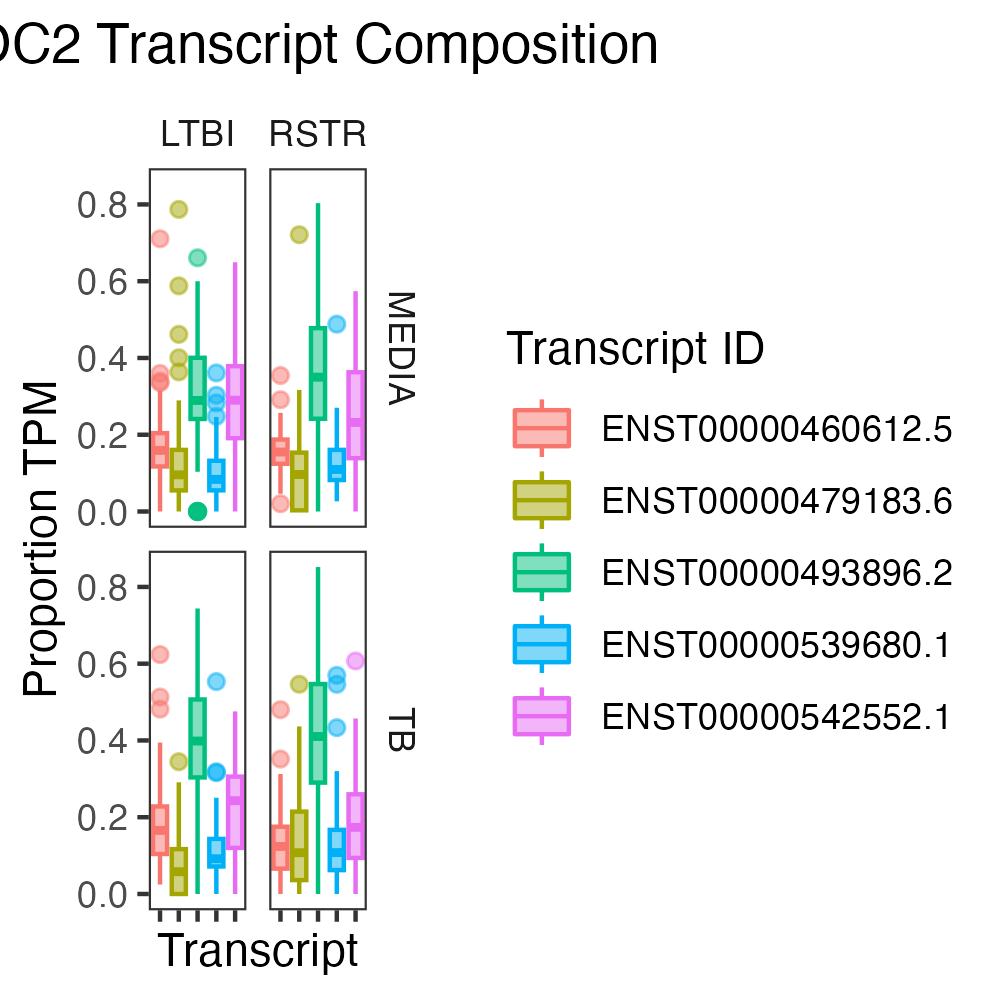 DC2 Transcript Composition
LTBI RSTR
0.8
0.6
0.4
0.2
0.0
MEDIA
0.8
0.6
0.4
0.2
0.0
TB
Proportion TPM
Transcript
Transcript ID
ENST00000460612.5
ENST00000479183.6
ENST00000493896.2
ENST00000539680.1
ENST00000542552.1